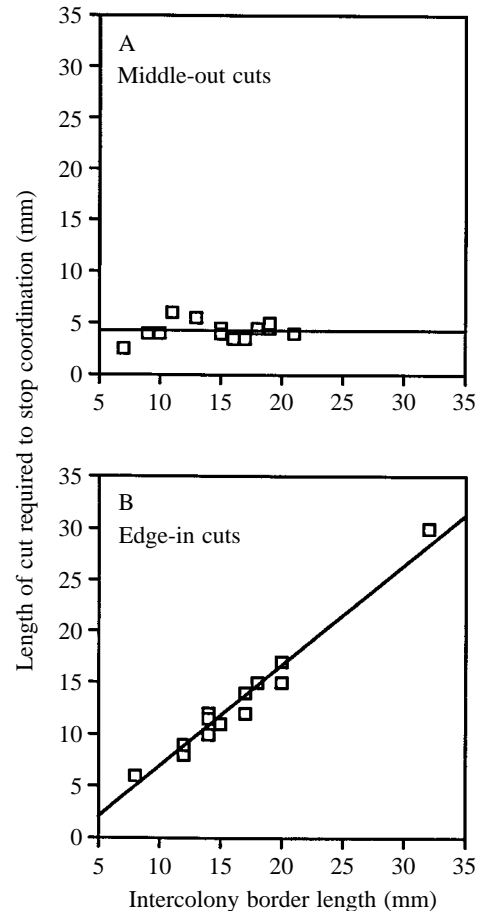 Length of cut required to stop coordination (mm)
A
Middle-out cuts
35
30
25
20
15
10
5
0
5 10 15 20 25 30 35
B
Edge-in cuts
35
30
25
20
15
10
5
0
5 10 15 20 25 30 35
Intercolony border length (mm)